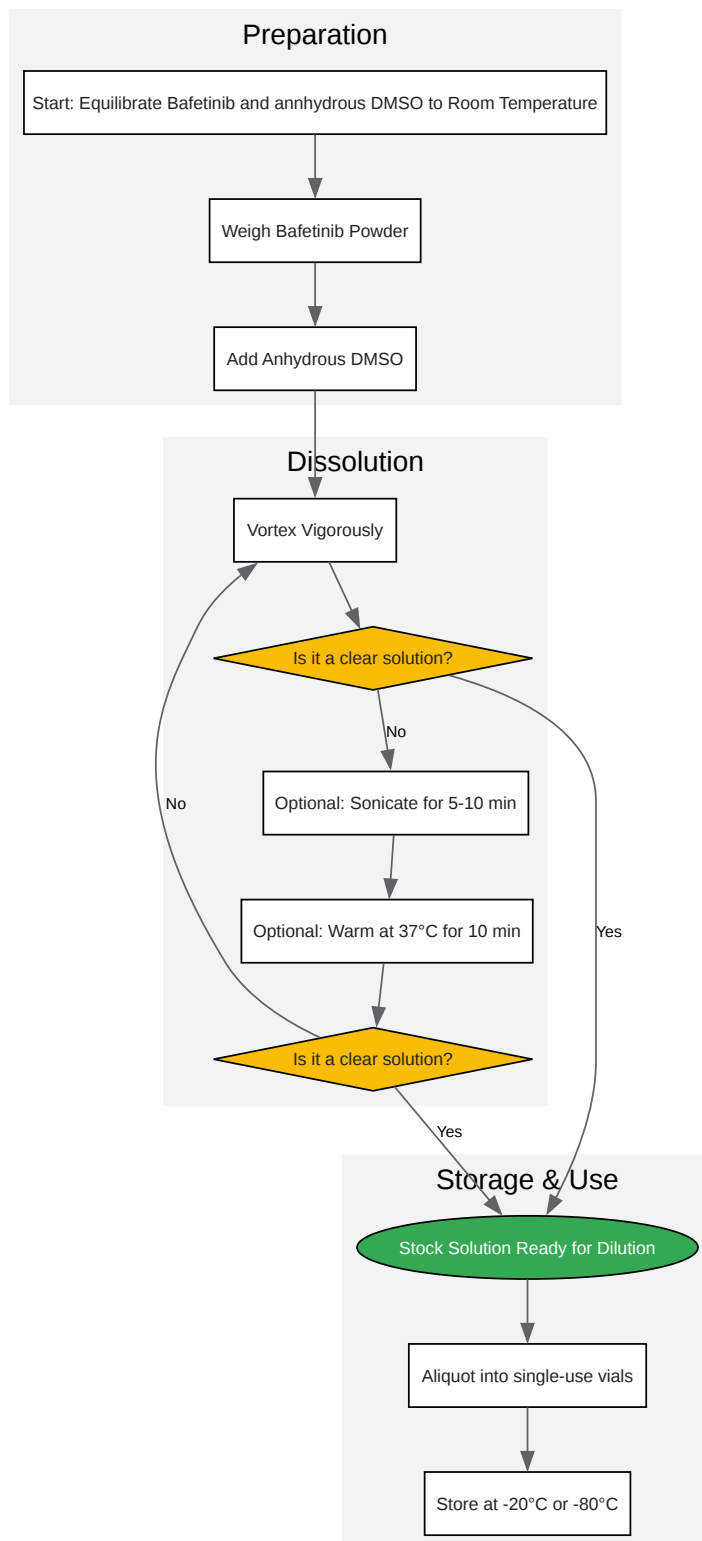 Preparation
Start: Equilibrate Bafetinib and annhydrous DMSO to Room Temperature
Weigh Bafetinib Powder
Add Anhydrous DMSO
Dissolution
Vortex Vigorously
Is it a clear solution?
No
Optional: Sonicate for 5-10 min
No
Optional: Warm at 37°C for 10 min
Yes
Is it a clear solution?
Yes
Storage & Use
Stock Solution Ready for Dilution
Aliquot into single-use vials
Store at -20°C or -80°C